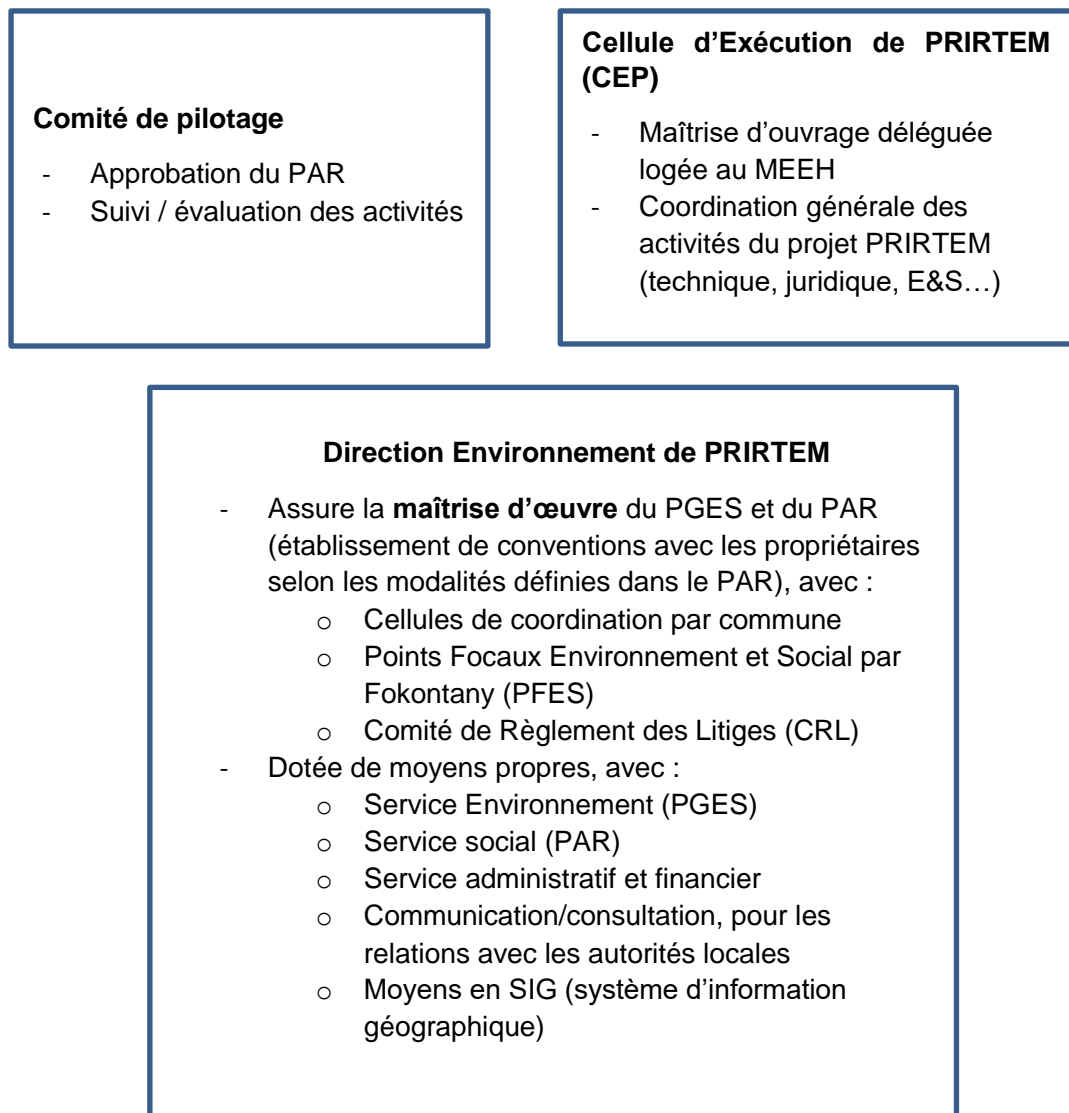 Comité de pilotage
- Approbation du PAR
- Suivi / évaluation des activités
Cellule d’Exécution de PRIRTEM
(CEP)
- Maîtrise d’ouvrage déléguée
logée au MEEH
- Coordination générale des
activités du projet PRIRTEM
(technique, juridique, E&S…)
Direction Environnement de PRIRTEM
- Assure la maîtrise d’œuvre du PGES et du PAR
(établissement de conventions avec les propriétaires
selon les modalités définies dans le PAR), avec :
o Cellules de coordination par commune
o Points Focaux Environnement et Social par
Fokontany (PFES)
o Comité de Règlement des Litiges (CRL)
- Dotée de moyens propres, avec :
o Service Environnement (PGES)
o Service social (PAR)
o Service administratif et financier
o Communication/consultation, pour les
relations avec les autorités locales
o Moyens en SIG (système d’information
géographique)